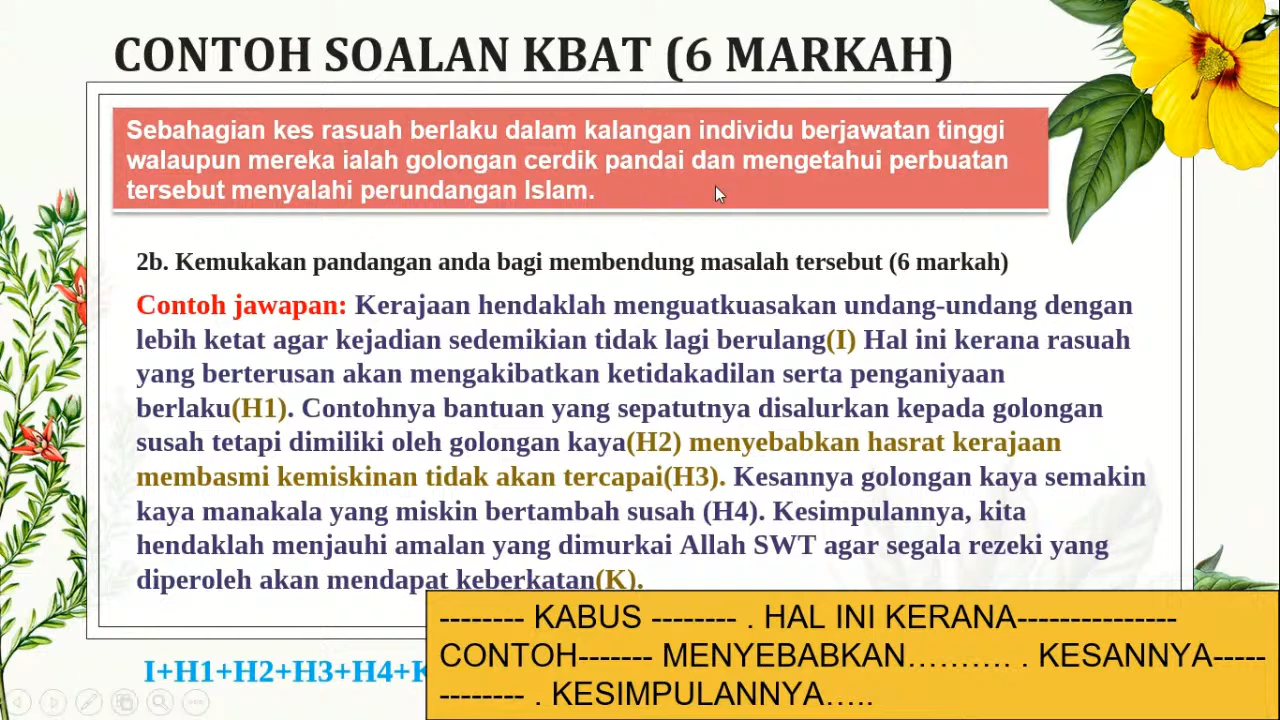 CONTOH SOALAN KBAT (6 MARKAH)
Sebahagian kes rasuah berlaku dalam kalangan individu berjawatan tinggi
walaupun mereka ialah golongan cerdik pandai dan mengetahui perbuatan
tersebut menyalahi perundangan Islam.
2b. Kemukakan pandangan anda bagi membendung masalah tersebut (6 markah)
Contoh jawapan: Kerajaan hendaklah menguatkuasakan undang-undang dengan
lebih ketat agar kejadian sedemikian tidak lagi berulang(I) Hal ini kerana rasuah
yang berterusan akan mengakibatkan ketidakadilan serta penganiyaan
berlaku(H1). Contohnya bantuan yang sepatutnya disalurkan kepada golongan
susah tetapi dimiliki oleh golongan kaya(H2) menyebabkan hasrat kerajaan
membasmi kemiskinan tidak akan tercapai(H3). Kesannya golongan kaya semakin
kaya manakala yang miskin bertambah susah (H4). Kesimpulannya, kita
hendaklah menjauhi amalan yang dimurkai Allah SWT agar segala rezeki yang
diperoleh akan mendapat keberkatan(K).
-------- KABUS -------- . HAL INI KERANA---------------
CONTOH------- MENYEBABKAN………. . KESANNYA-----
-------- . KESIMPULANNYA…..
I+H1+H2+H3+H4+K